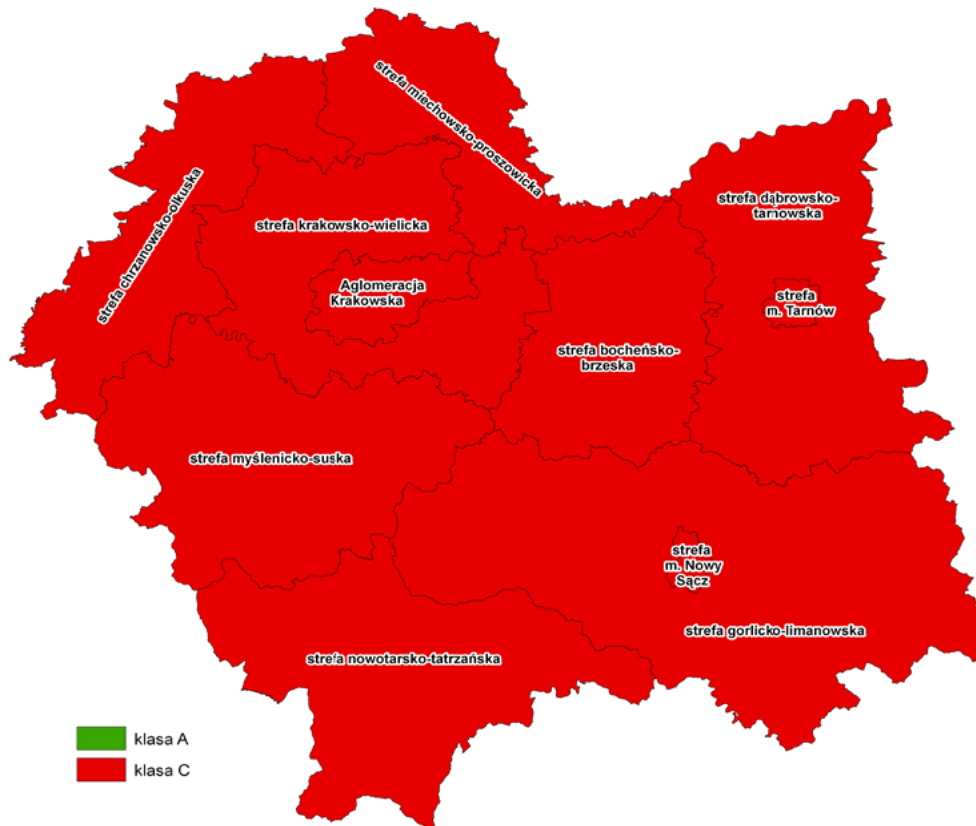 strefa miechowsko-proszowicka
strefa chrzanowsko-olkuska
strefa krakowsko-wielicka
strefa dąbrowsko-
tarnowska
Aglomeracja
Krakowska
strefa
m. Tarnów
strefa bocheńsko-
brzeska
strefa myślenicko-suska
strefa
m. Nowy
Sącz
strefa gorlicko-limanowska
strefa nowotarsko-tatrzańska
klasa A
klasa C